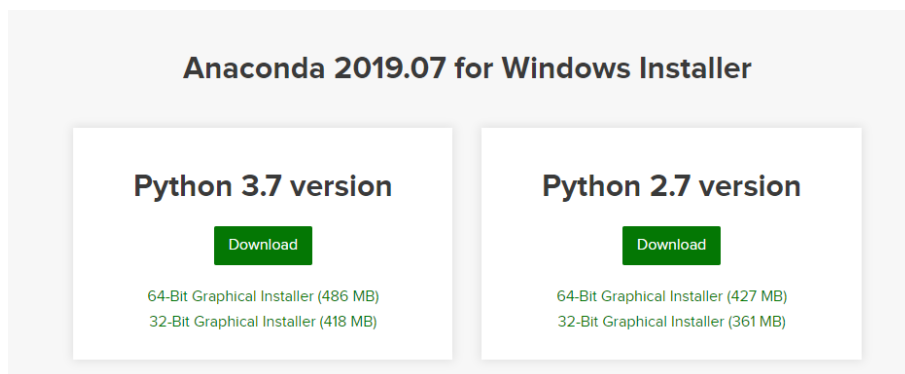 Anaconda 2019.07 for Windows Installer
Python 3.7 version
Download
64-Bit Graphical Installer (486 MB)
32-Bit Graphical Installer (418 MB)
Python 2.7 version
Download
64-Bit Graphical Installer (427 MB)
32-Bit Graphical Installer (361 MB)